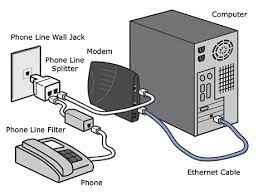 Computer
Phone Line Wall Jack
Modem
Phone Line
Splitter
Phone Line Filter
Ethernet Cable
Phone